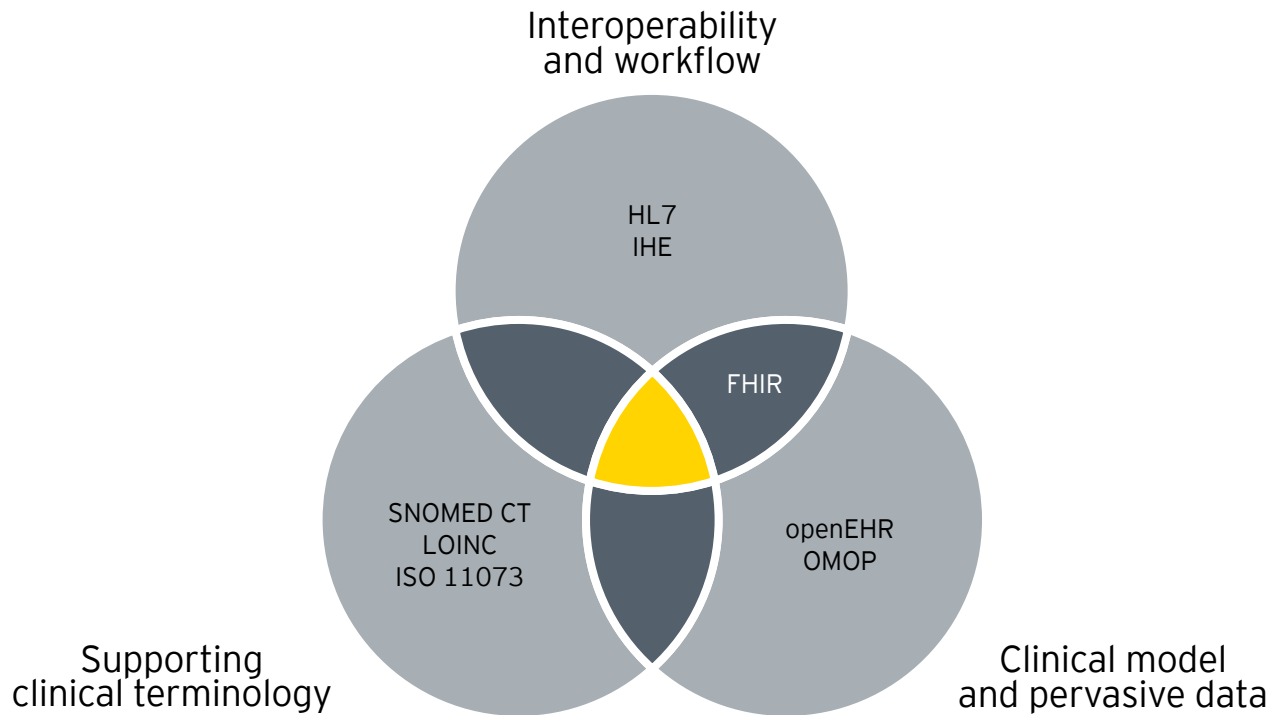 Interoperability
and workflow
HL7
IHE
FHIR
SNOMED CT
LOINC
ISO 11073
openEHR
OMOP
Supporting
clinical terminology
Clinical model
and pervasive data